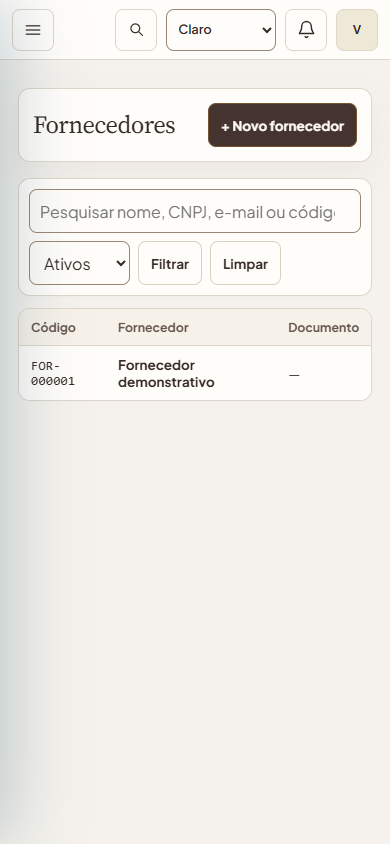 Claro
V
Fornecedores
+ Novo fornecedor
Pesquisar nome, CNPJ, e-mail ou códig
Ativos
Filtrar
Limpar
Código
Fornecedor
Documento
FOR-
000001
Fornecedor
demonstrativo
—